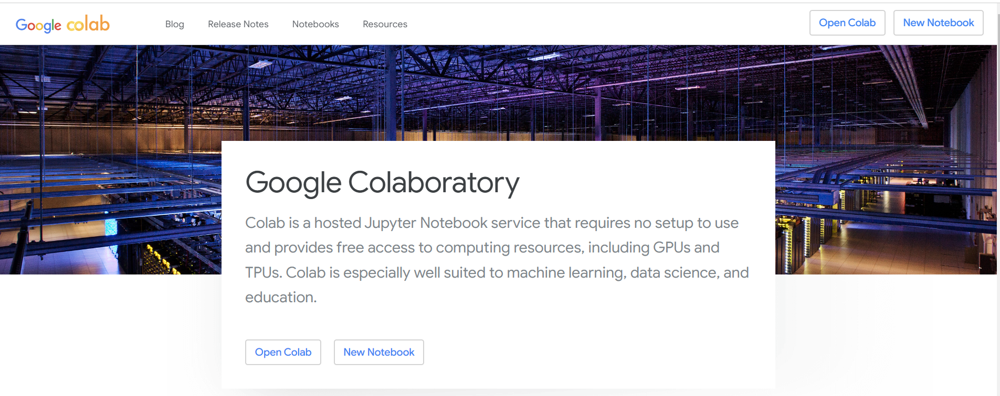 Google colab
Blog
Release Notes
Notebooks
Resources
Open Colab
New Notebook
Google Colaboratory
Colab is a hosted Jupyter Notebook service that requires no setup to use
and provides free access to computing resources, including GPUs and
TPUs. Colab is especially well suited to machine learning, data science, and
education.
Open Colab
New Notebook